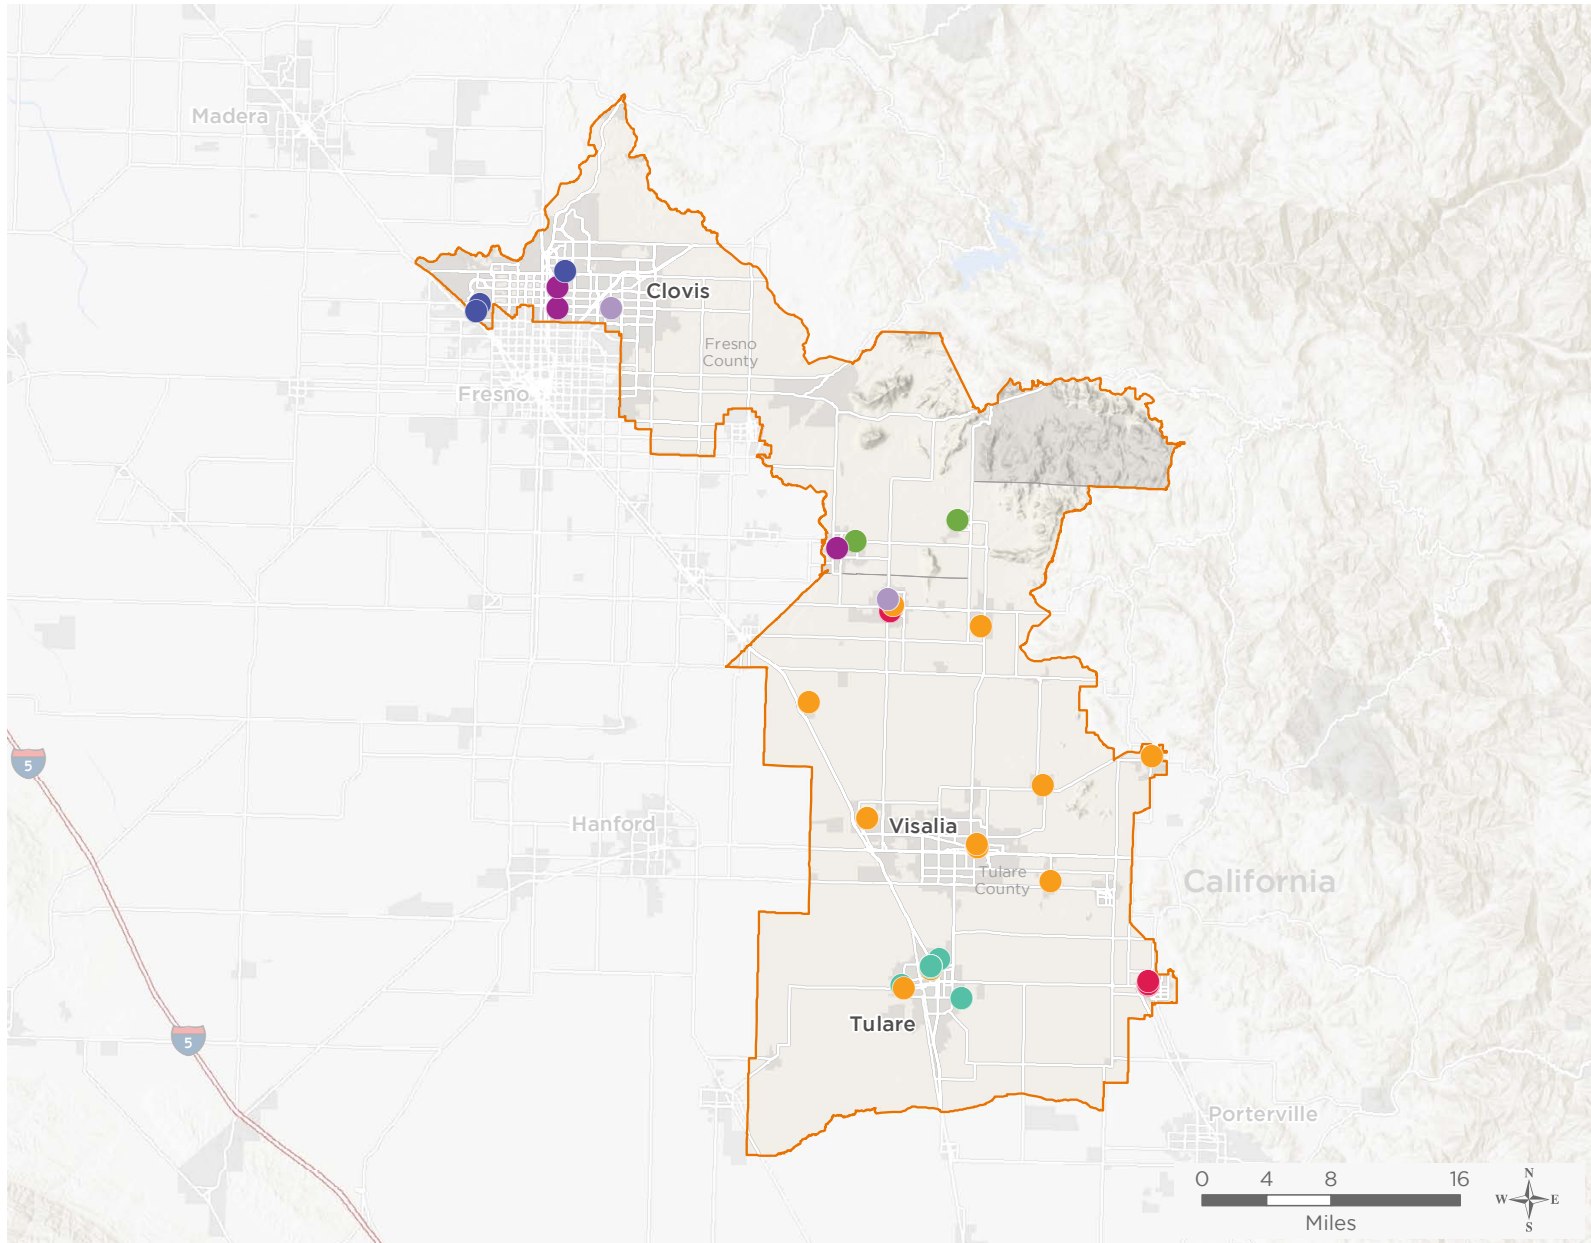 Madera
Clovis
Fresno
County
Fresno
5
Hanford
Visalia
Tulare
County
California
Tulare
5
Porterville
0 4 8 16
Miles
N
W E
S